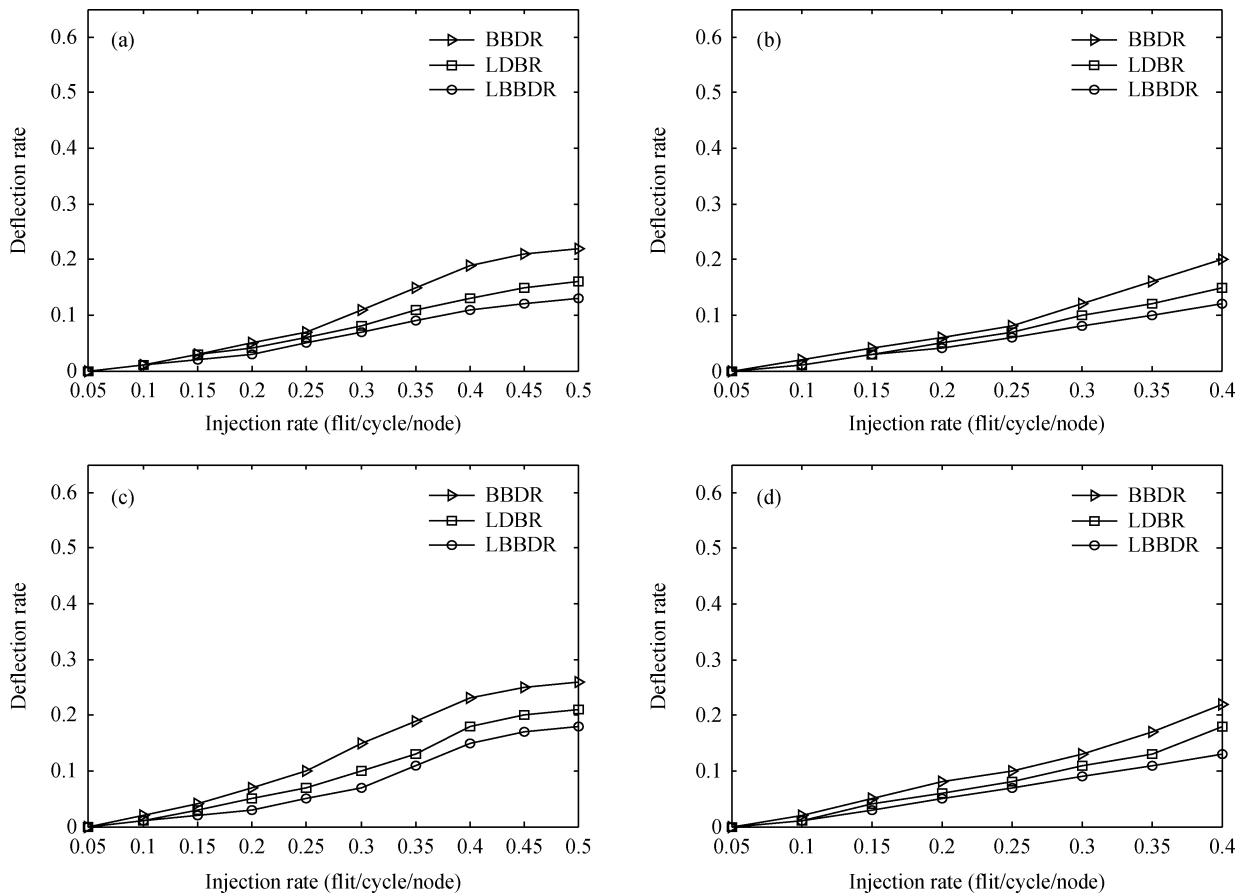 (a)
BBDR
LDBR
LBBDR
0.6
0.5
0.4
0.3
0.2
0.1
0
Deflection rate
0.05 0.1 0.15 0.2 0.25 0.3 0.35 0.4 0.45 0.5
Injection rate (flit/cycle/node)
(b)
BBDR
LDBR
LBBDR
0.6
0.5
0.4
0.3
0.2
0.1
0
Deflection rate
0.05 0.1 0.15 0.2 0.25 0.3 0.35 0.4
Injection rate (flit/cycle/node)
(c)
BBDR
LDBR
LBBDR
0.6
0.5
0.4
0.3
0.2
0.1
0
Deflection rate
0.05 0.1 0.15 0.2 0.25 0.3 0.35 0.4 0.45 0.5
Injection rate (flit/cycle/node)
(d)
BBDR
LDBR
LBBDR
0.6
0.5
0.4
0.3
0.2
0.1
0
Deflection rate
0.05 0.1 0.15 0.2 0.25 0.3 0.35 0.4
Injection rate (flit/cycle/node)